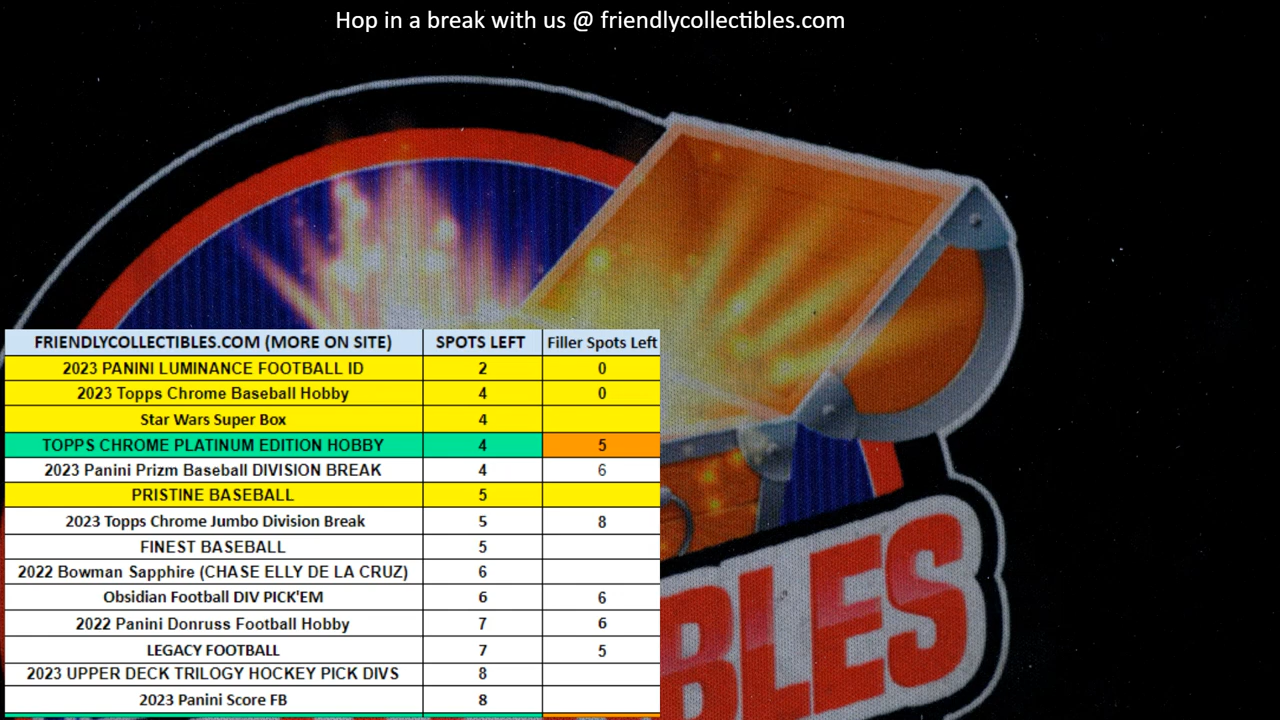 Hop in a break with us @ friendlycollectibles.com
FRIENDLYCOLLECTIBLES.COM (MORE ON SITE) SPOTS LEFT Filler Spots Left
2023 PANINI LUMINANCE FOOTBALL ID 2 0
2023 Topps Chrome Baseball Hobby 4 0
Star Wars Super Box 4
TOPPS CHROME PLATINUM EDITION HOBBY 4 5
2023 Panini Prizm Baseball DIVISION BREAK 4 6
PRISTINE BASEBALL 5
2023 Topps Chrome Jumbo Division Break 5 8
FINEST BASEBALL 5
2022 Bowman Sapphire (CHASE ELLY DE LA CRUZ) 6
Obsidian Football DIV PICK'EM 6 6
2022 Panini Donruss Football Hobby 7 6
LEGACY FOOTBALL 7 5
2023 UPPER DECK TRILOGY HOCKEY PICK DIVS 8
2023 Panini Score FB 8
BLES